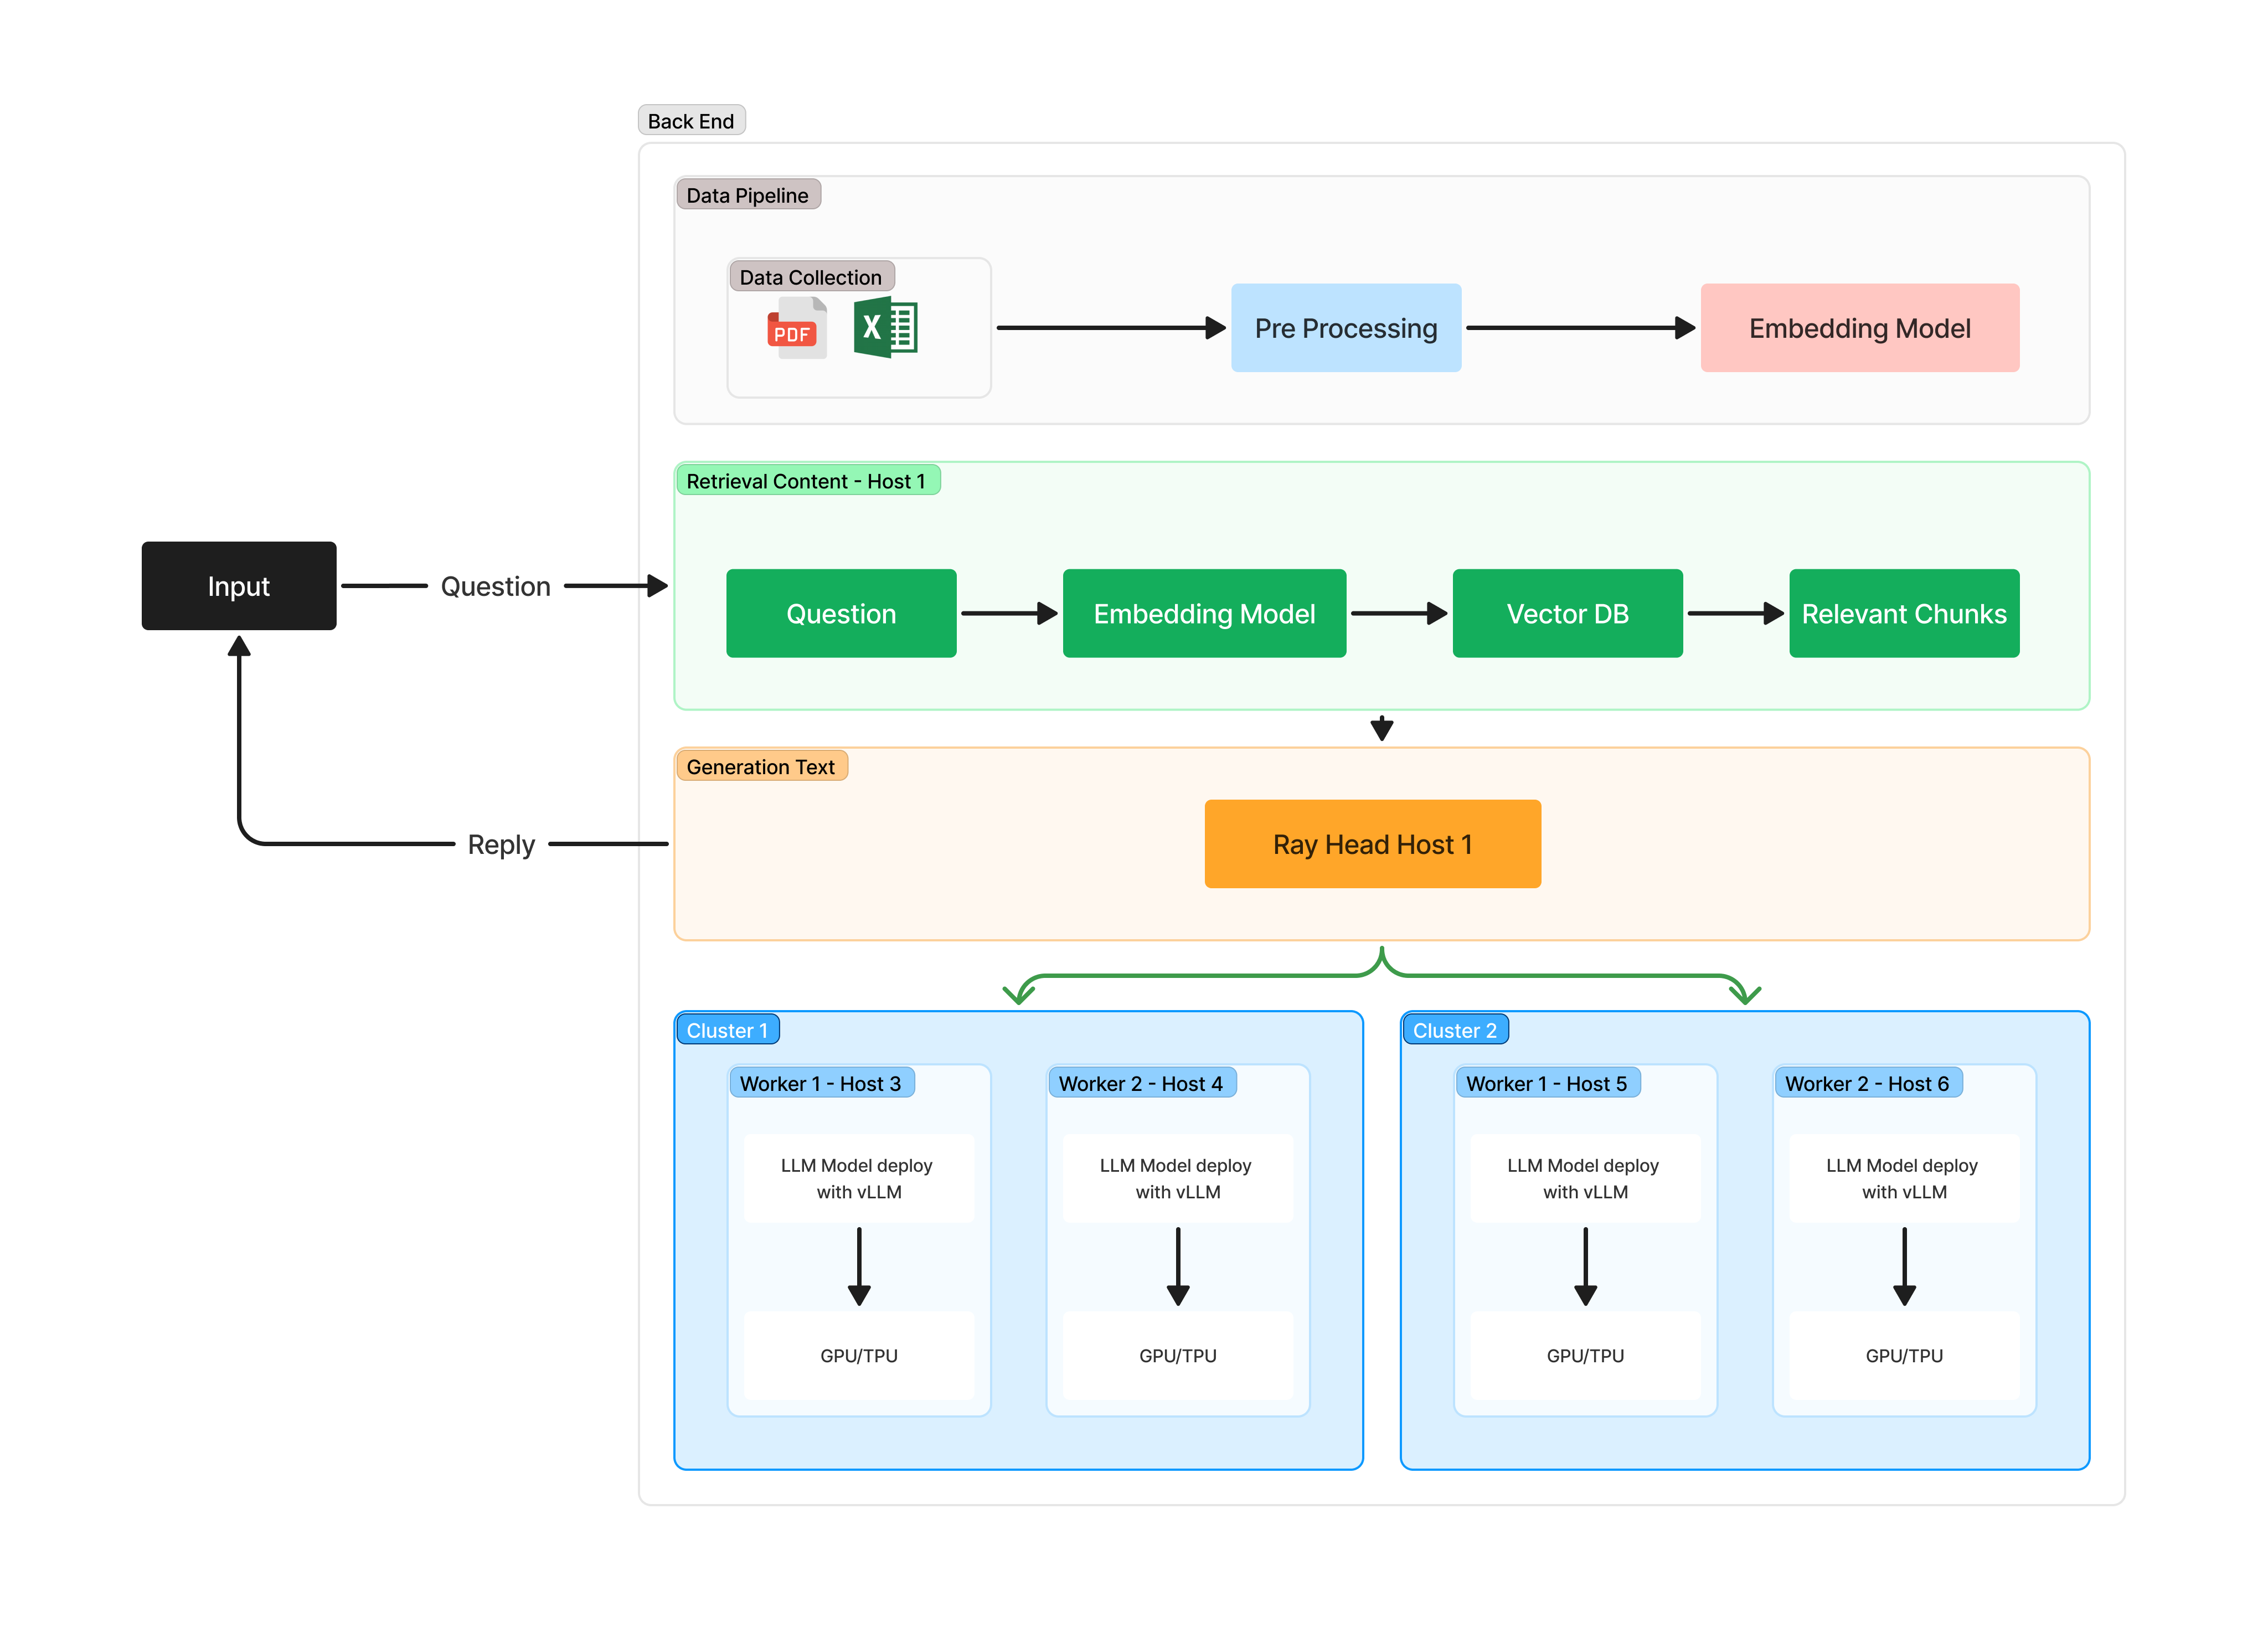 Back End
Data Pipeline
Data Collection
PDF
X
Pre Processing
Embedding Model
Retrieval Content - Host 1
Input
Question
Question
Embedding Model
Vector DB
Relevant Chunks
Generation Text
Reply
Ray Head Host 1
Cluster 1
Worker 1 - Host 3
LLM Model deploy
with vLLM
GPU/TPU
Worker 2 - Host 4
LLM Model deploy
with vLLM
GPU/TPU
Cluster 2
Worker 1 - Host 5
LLM Model deploy
with vLLM
GPU/TPU
Worker 2 - Host 6
LLM Model deploy
with vLLM
GPU/TPU